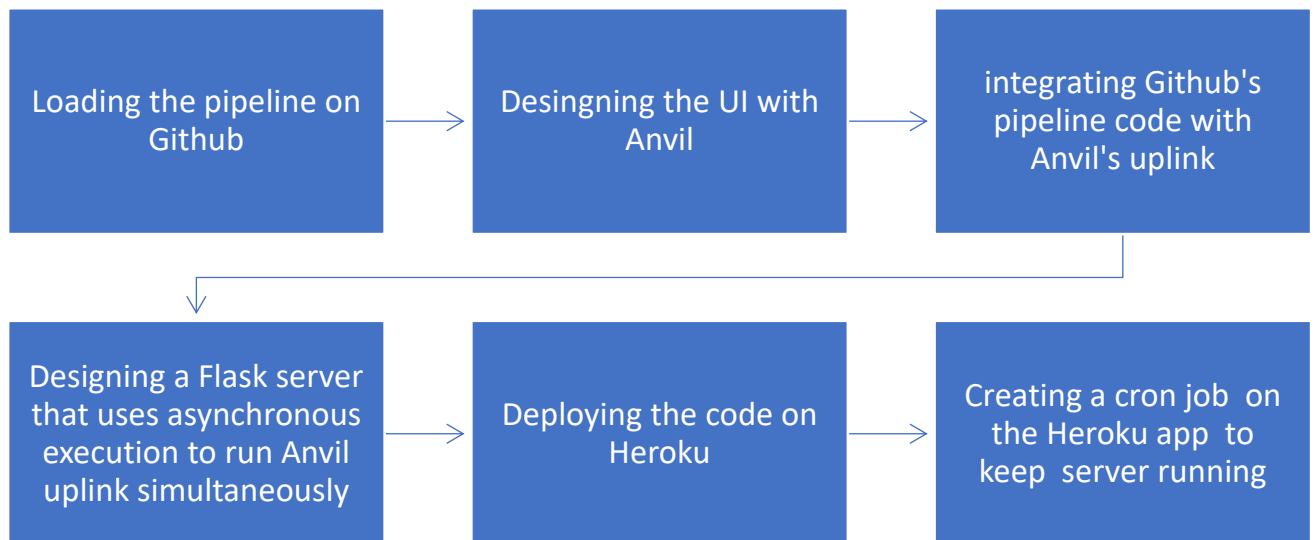 Loading the pipeline on
Github
Desingning the UI with
Anvil
integrating Github's
pipeline code with
Anvil's uplink
Designing a Flask server
that uses asynchronous
execution to run Anvil
uplink simultaneously
Deploying the code on
Heroku
Creating a cron job  on
the Heroku app  to
keep  server running